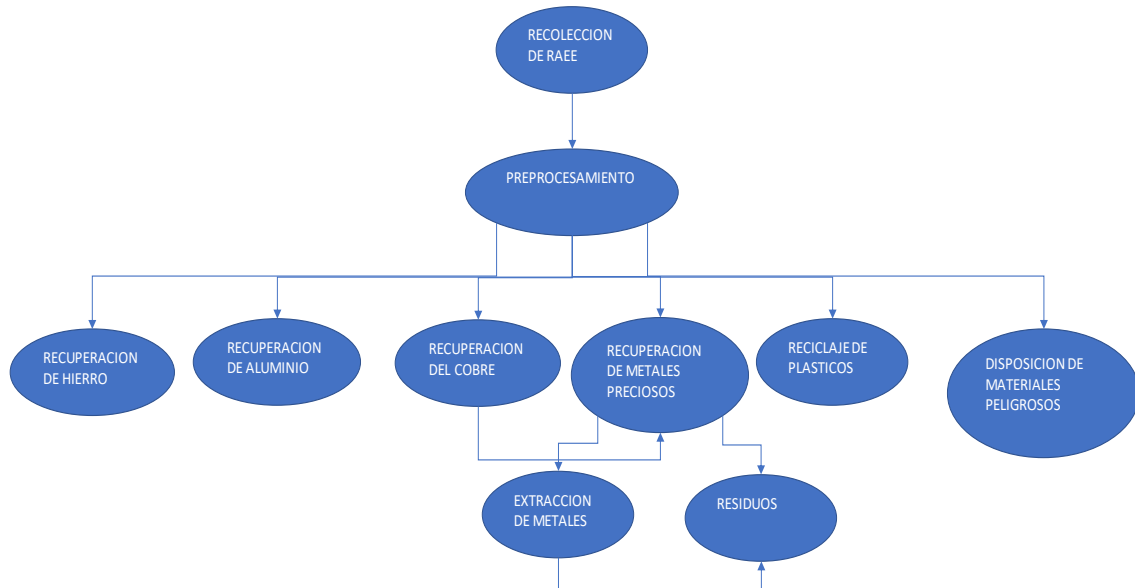 RECOLECCION
DE RAEE
PREPROCESAMIENTO
RECUPERACION
DE HIERRO
RECUPERACION
DE ALUMINIO
RECUPERACION
DEL COBRE
RECUPERACION
DE METALES
PRECIOSOS
RECICLAJE DE
PLASTICOS
DISPOSICION DE
MATERIALES
PELIGROSOS
EXTRACCION
DE METALES
RESIDUOS